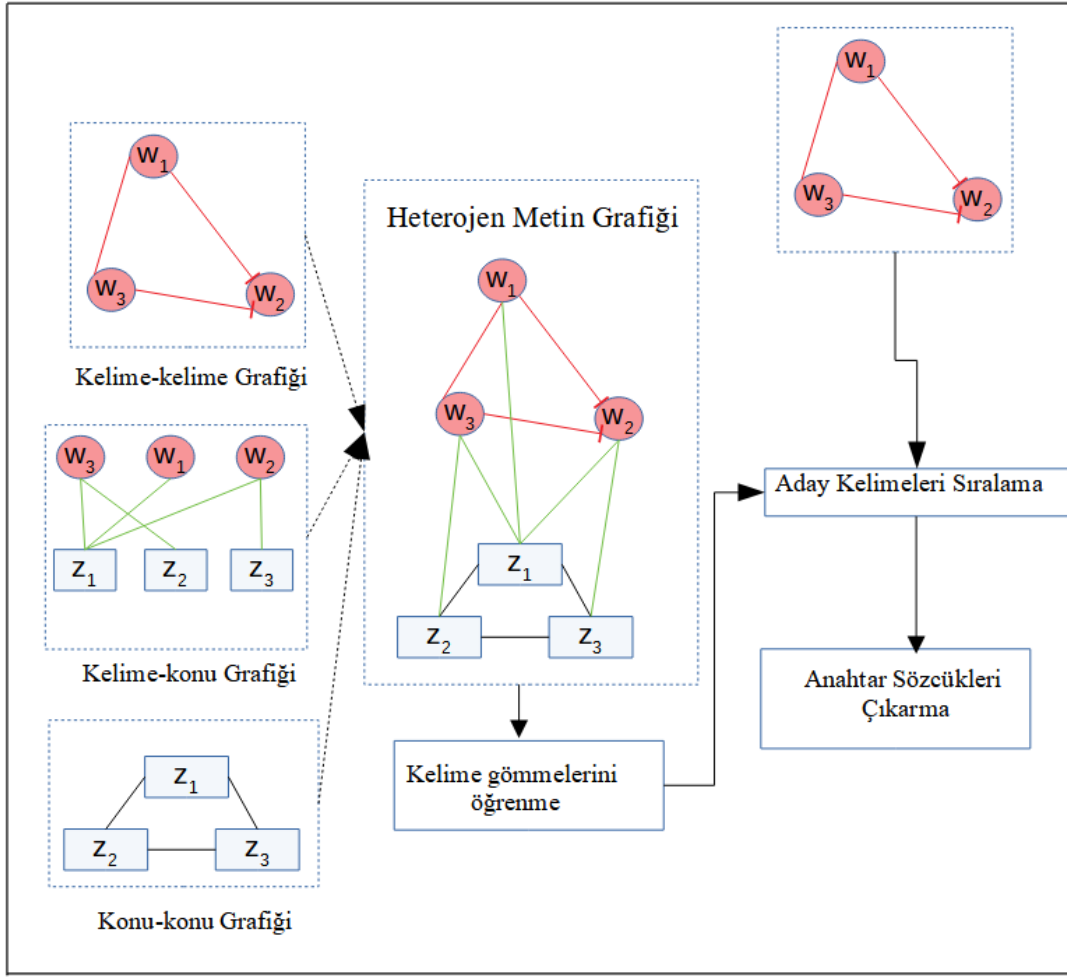 W1
W3
W2
Kelime-kelime Grafiği
W3 W1 W2
Z1 Z2 Z3
Kelime-konu Grafiği
Z1
Z2 Z3
Konu-konu Grafiği
Heterojen Metin Grafiği
W1
W3 W2
Z1
Z2 Z3
Kelime gömmelerini
öğrenme
W1
W3 W2
Aday Kelimeleri Sıralama
Anahtar Sözcükleri
Çıkarma